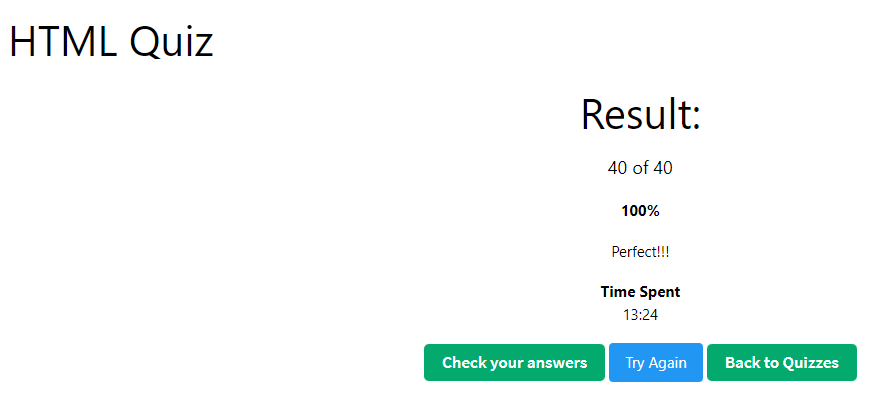 HTML Quiz
Result:
40 of 40
100%
Perfect!!!
Time Spent
13:24
Check your answers Try Again Back to Quizzes